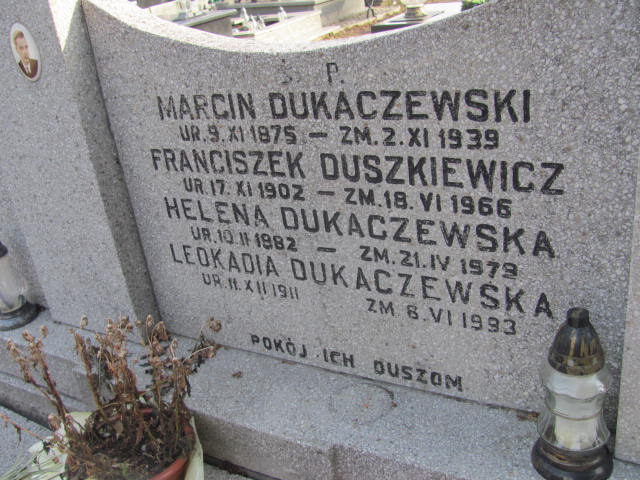 Ś. P.
MARCIN DUKACZEWSKI
UR. 9. XI 1875 – ZM. 2. XI 1939
FRANCISZEK DUSZKIEWICZ
UR. 17. XI 1902 – ZM. 18. VI 1966
HELENA DUKACZEWSKA
UR. 10. II 1882 – ZM. 21. IV 1979
LEOKADIA DUKACZEWSKA
UR. 11. XII 1911 ZM 6. VI 1993
POKÓJ ICH DUSZOM